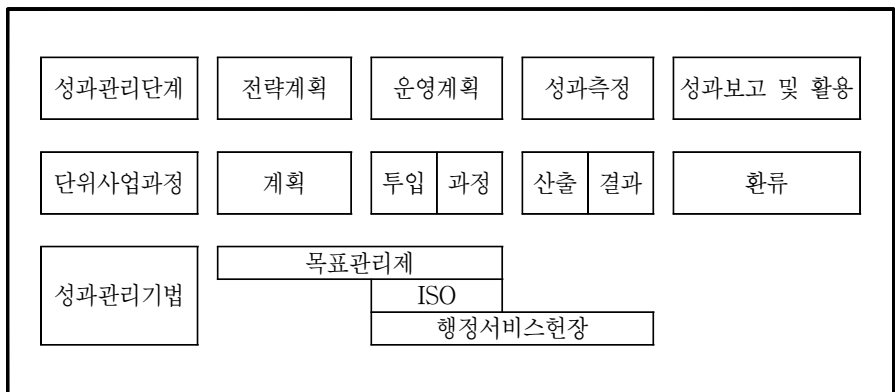 성과관리단계 전략계획 운영계획 성과측정 성과보고 및 활용
단위사업과정 계획 투입 과정 산출 결과 환류
성과관리기법 목표관리제
ISO
행정서비스헌장